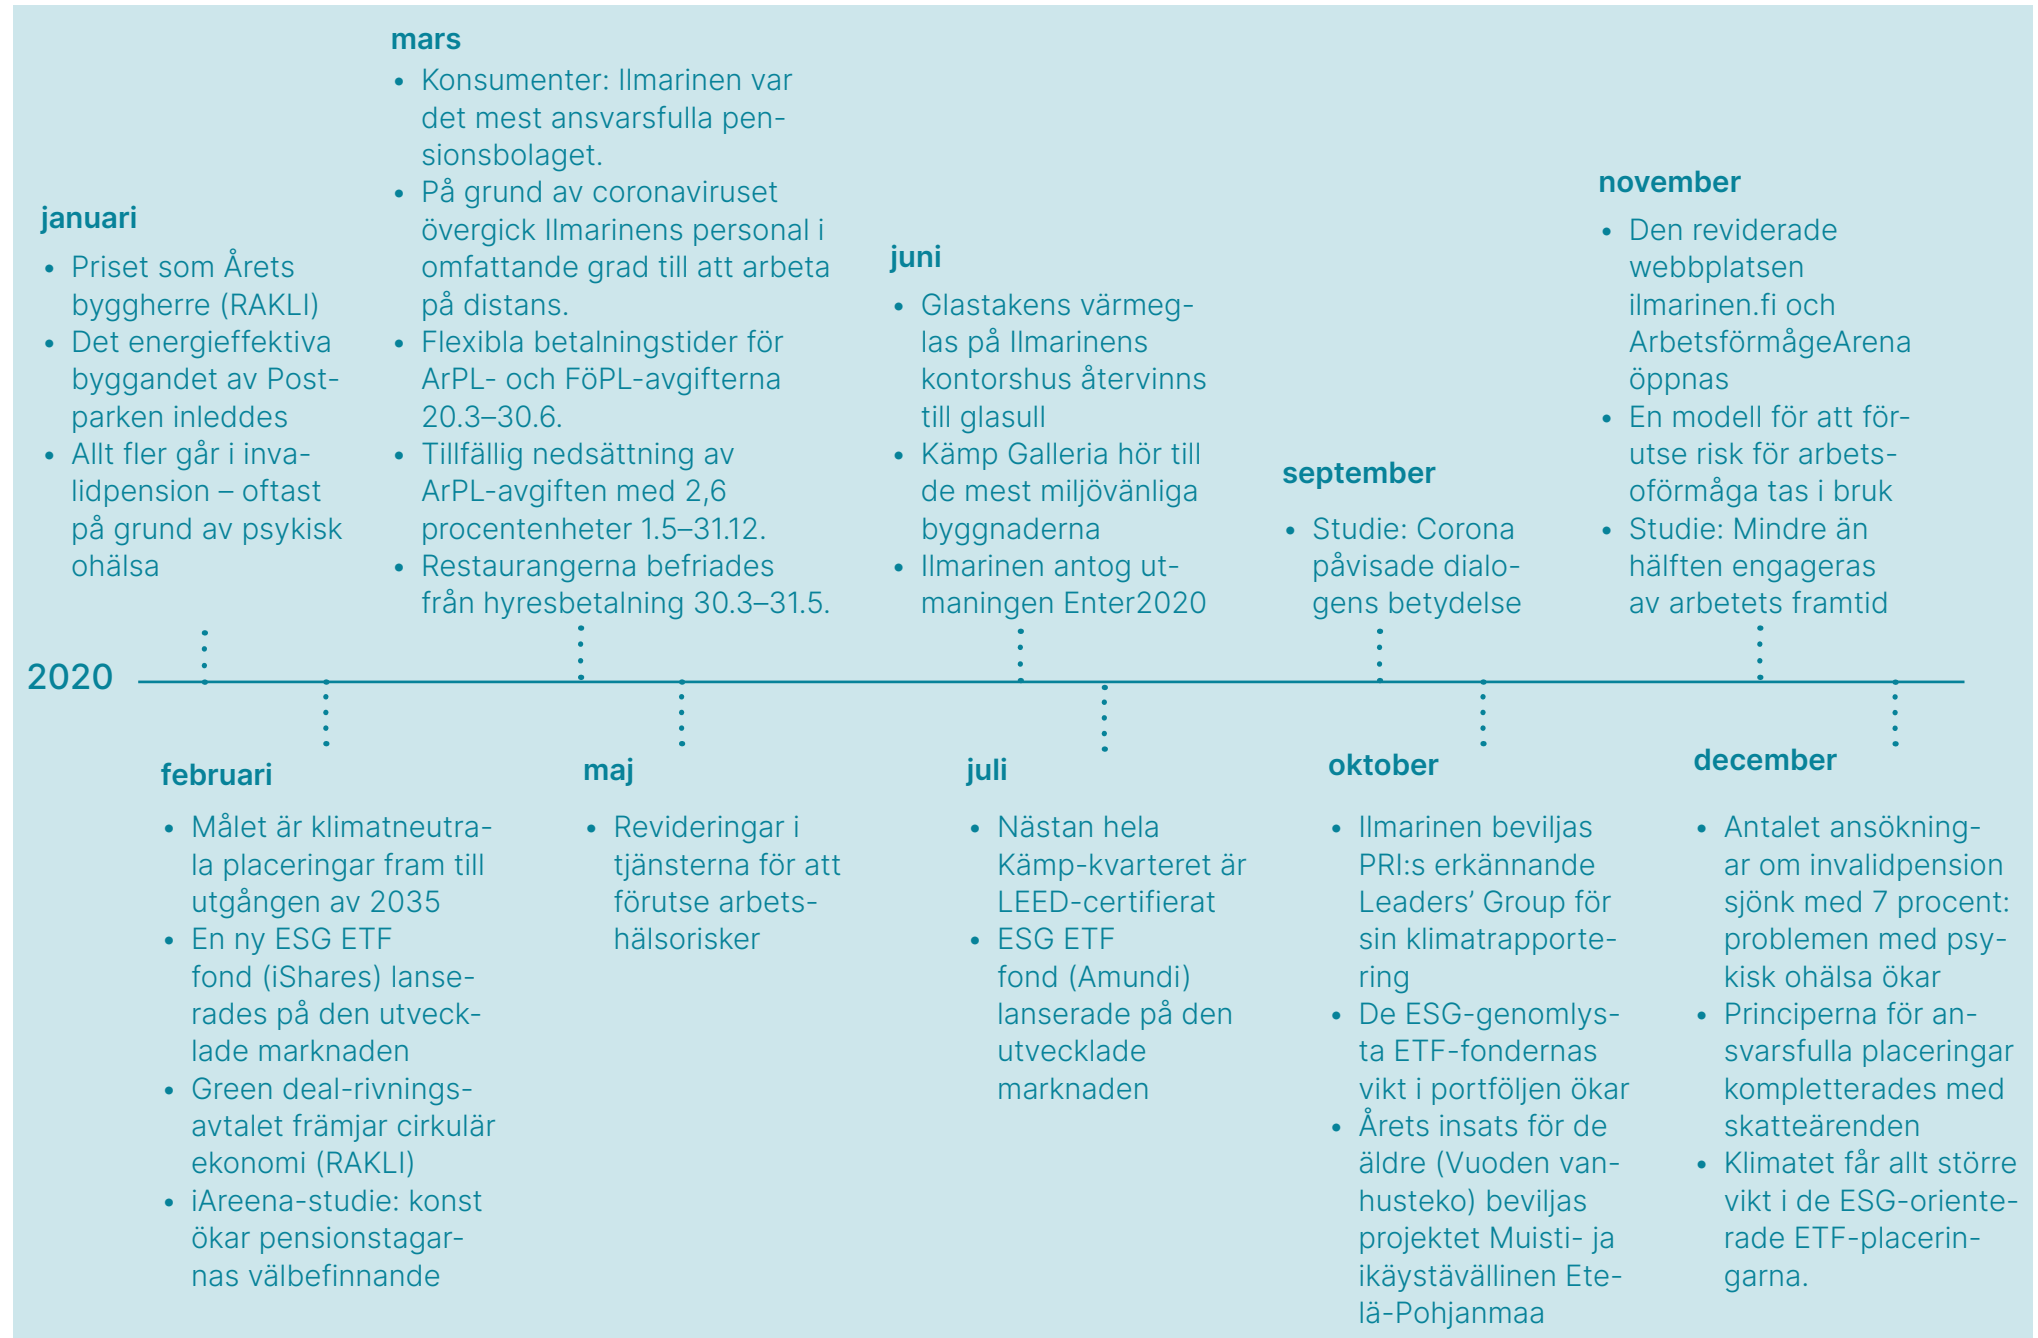 mars
• Konsumenter: Ilmarinen var
det mest ansvarsfulla pen-
sionsbolaget.
• På grund av coronaviruset
övergick Ilmarinens personal i
omfattande grad till att arbeta
på distans.
• Flexibla betalningstider för
ArPL- och FöPL-avgifterna
20.3–30.6.
• Tillfällig nedsättning av
ArPL-avgiften med 2,6
procentenheter 1.5–31.12.
• Restaurangerna befriades
från hyresbetalning 30.3–31.5.
januari
• Priset som Årets
byggherre (RAKLI)
• Det energieffektiva
byggandet av Post-
parken inleddes
• Allt fler går i inva-
lidpension – oftast
på grund av psykisk
ohälsa
juni
• Glastakens värmeg-
las på Ilmarinens
kontorshus återvinns
till glasull
• Kämp Galleria hör till
de mest miljövänliga
byggnaderna
• Ilmarinen antog ut-
maningen Enter2020
september
• Studie: Corona
påvisade dialo-
gens betydelse
november
• Den reviderade
webbplatsen
ilmarinen.fi och
ArbetsförmågeArena
öppnas
• En modell för att för-
utse risk för arbets-
oförmåga tas i bruk
• Studie: Mindre än
hälften engageras
av arbetets framtid
2020
februari
• Målet är klimatneutra-
la placeringar fram till
utgången av 2035
• En ny ESG ETF
fond (iShares) lanse-
rades på den utveck-
lade marknaden
• Green deal-rivnings-
avtalet främjar cirkulär
ekonomi (RAKLI)
• iAreena-studie: konst
ökar pensionstagar-
nas välbefinnande
maj
• Revideringar i
tjänsterna för att
förutse arbets-
hälsorisker
juli
• Nästan hela
Kämp-kvarteret är
LEED-certifierat
• ESG ETF
fond (Amundi)
lanserade på den
utvecklade
marknaden
oktober
• Ilmarinen beviljas
PRI:s erkännande
Leaders’ Group för
sin klimatrapporte-
ring
• De ESG-genomlys-
ta ETF-fondernas
vikt i portföljen ökar
• Årets insats för de
äldre (Vuoden van-
husteko) beviljas
projektet Muisti- ja
ikäystävällinen Ete-
lä-Pohjanmaa
december
• Antalet ansökning-
ar om invalidpension
sjönk med 7 procent:
problemen med psy-
kisk ohälsa ökar
• Principerna för an-
svarsfulla placeringar
kompletterades med
skatteärenden
• Klimatet får allt större
vikt i de ESG-oriente-
rade ETF-placerin-
garna.